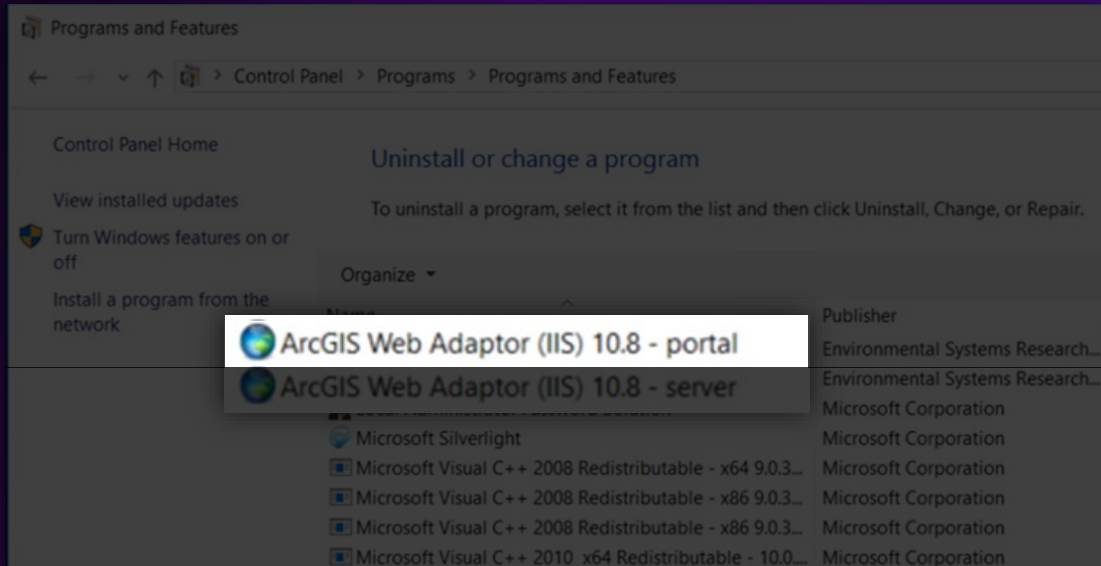 Programs and Features
Control Panel > Programs > Programs and Features
Control Panel Home
Uninstall or change a program
View installed updates
To uninstall a program, select it from the list and then click Uninstall, Change, or Repair.
Turn Windows features on or
off
Organize
Install a program from the
network
Name
Publisher
ArcGIS Web Adaptor (IIS) 10.8 - portal
Environmental Systems Research...
ArcGIS Web Adaptor (IIS) 10.8 - server
Environmental Systems Research...
Local Administrator Password Solution
Microsoft Corporation
Microsoft Silverlight
Microsoft Corporation
Microsoft Visual C++ 2008 Redistributable - x64 9.0.3...
Microsoft Corporation
Microsoft Visual C++ 2008 Redistributable - x86 9.0.3...
Microsoft Corporation
Microsoft Visual C++ 2008 Redistributable - x86 9.0.3...
Microsoft Corporation
Microsoft Visual C++ 2010 x64 Redistributable - 10.0...
Microsoft Corporation